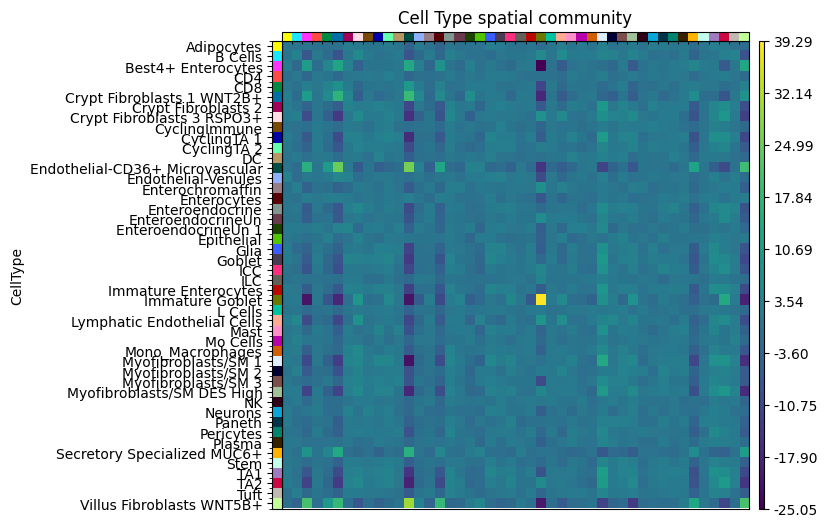 Cell Type spatial community
Adipocytes
B Cells
Best4+ Enterocytes
CD4
CD8
Crypt Fibroblasts 1 WNT2B+
Crypt Fibroblasts 2
Crypt Fibroblasts 3 RSPO3+
CyclingImmune
CyclingTA 1
CyclingTA 2
DC
Endothelial-CD36+ Microvascular
Endothelial-Venules
Enterochromaffin
Enterocytes
Enteroendocrine
EnteroendocrineUn
EnteroendocrineUn 1
Epithelial
Glia
Goblet
ICC
ILC
Immature Enterocytes
Immature Goblet
L Cells
Lymphatic Endothelial Cells
Mast
Mo Cells
Mono_Macrophages
Myofibroblasts/SM 1
Myofibroblasts/SM 2
Myofibroblasts/SM 3
Myofibroblasts/SM DES High
NK
Neurons
Paneth
Pericytes
Plasma
Secretory Specialized MUC6+
Stem
TA1
TA2
Tuft
Villus Fibroblasts WNT5B+
CellType
39.29
32.14
24.99
17.84
10.69
3.54
-3.60
-10.75
-17.90
-25.05